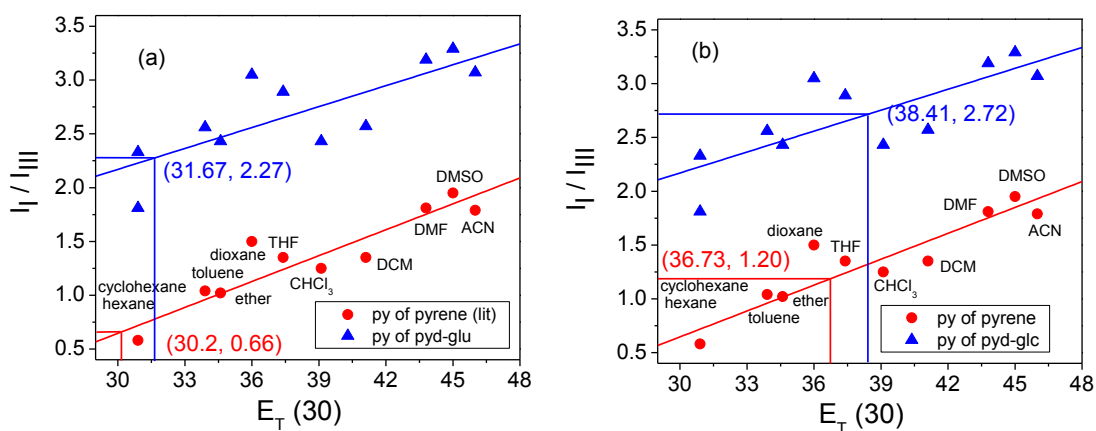 (a)
I_I / I_III
3.5
3.0
2.5
2.0
1.5
1.0
0.5
(31.67, 2.27)
DMSO
DMF
ACN
dioxane
THF
toluene
DCM
CHCl3
cyclohexane
hexane
ether
py of pyrene (lit)
py of pyd-glu
(30.2, 0.66)
30 33 36 39 42 45 48
E_T (30)
(b)
I_I / I_III
3.5
3.0
2.5
2.0
1.5
1.0
0.5
(38.41, 2.72)
DMSO
DMF
ACN
dioxane
THF
(36.73, 1.20)
DCM
CHCl3
cyclohexane
hexane
ether
toluene
py of pyrene
py of pyd-glc
30 33 36 39 42 45 48
E_T (30)